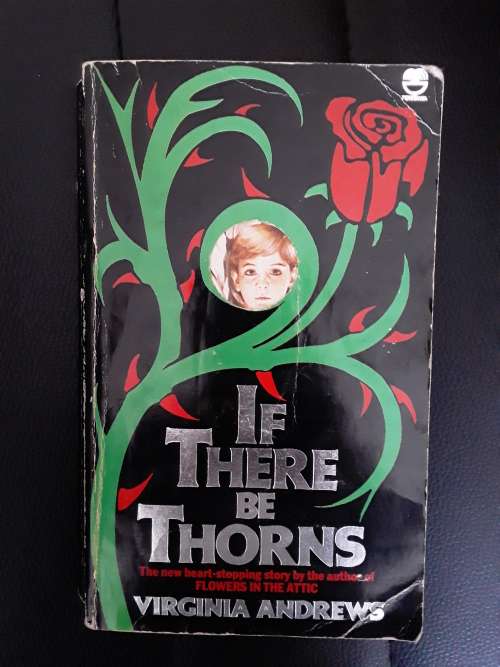 FONTANA
IF
THERE
BE
THORNS
The new heart-stopping story by the author of
FLOWERS IN THE ATTIC
VIRGINIA ANDREWS